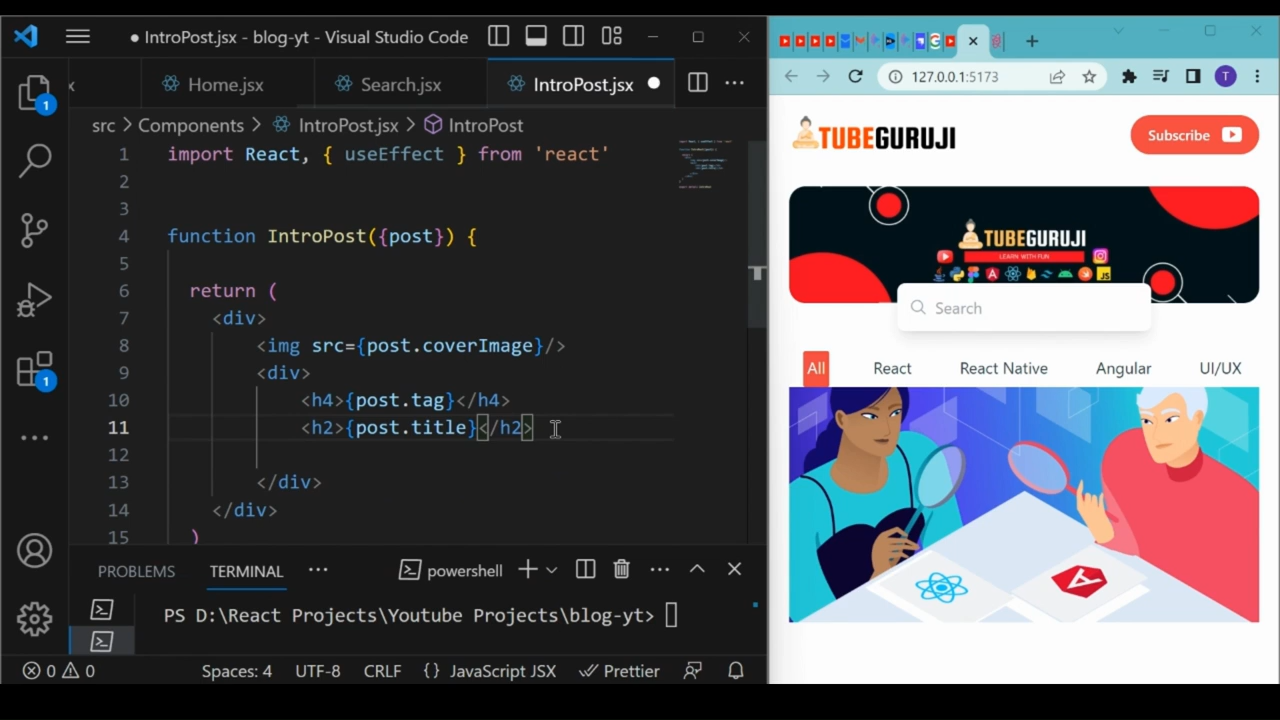 IntroPost.jsx - blog-yt - Visual Studio Code
x
Home.jsx
Search.jsx
IntroPost.jsx
src > Components > IntroPost.jsx > IntroPost
1 import React, { useEffect } from 'react'
2
3
4 function IntroPost({post}) {
5
6 return (
7 <div>
8 <img src={post.coverImage}/>
9 <div>
10 <h4>{post.tag}</h4>
11 <h2>{post.title}</h2>
12
13 </div>
14 </div>
15 )
1
1
PROBLEMS TERMINAL powershell
PS D:\React Projects\Youtube Projects\blog-yt>
0 0 Spaces: 4 UTF-8 CRLF {} JavaScript JSX Prettier
127.0.0.1:5173
T
TUBEGURUJI
Subscribe
TUBEGURUJI
LEARN WITH FUN
JS
Search
All React React Native Angular UI/UX